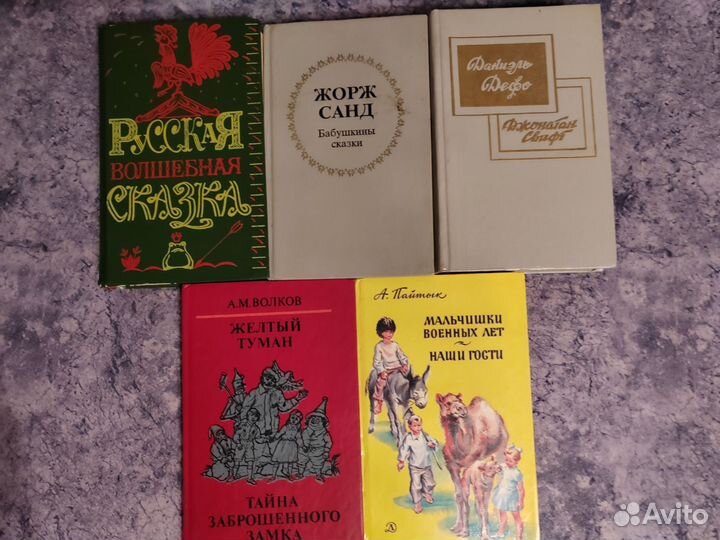 РУССКАЯ
ВОЛШЕБНАЯ
СКАЗКА
ЖОРЖ
САНД
Бабушкины
сказки
Даниэль
Дефо
Джонатан
Свифт
А.М.ВОЛКОВ
ЖЕЛТЫЙ
ТУМАН
ТАЙНА
ЗАБРОШЕННОГО
ЗАМКА
А. Пайтык
МАЛЬЧИШКИ
ВОЕННЫХ ЛЕТ
~
НАШИ ГОСТИ
Д
Avito